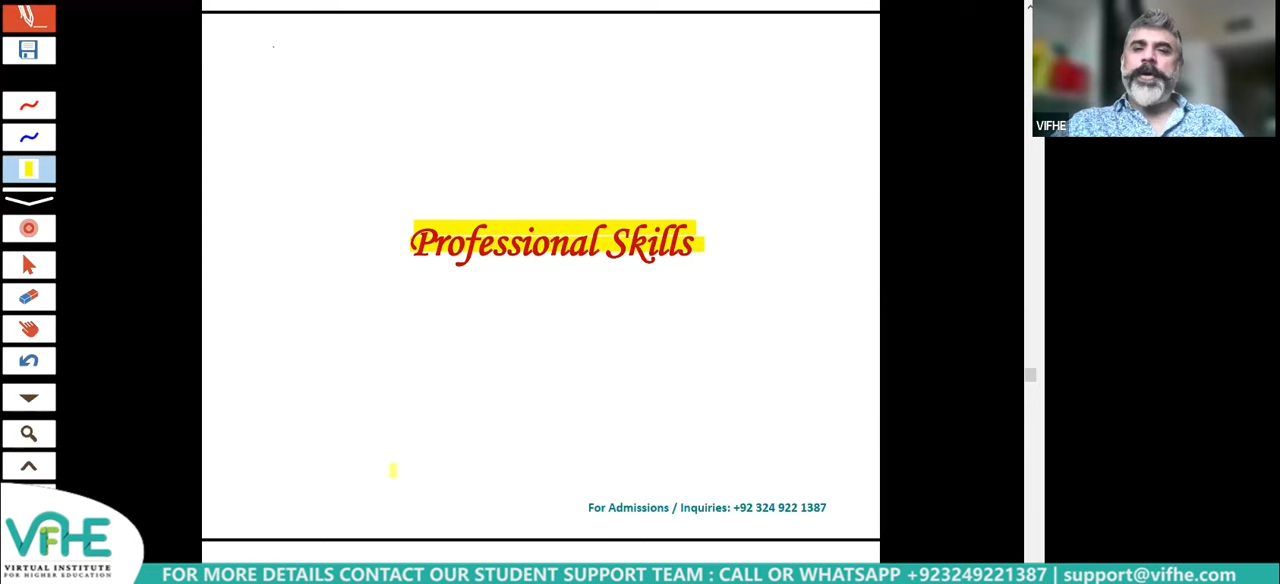 VIFHE
Professional Skills
For Admissions / Inquiries: +92 324 922 1387
VIFHE
VIRTUAL INSTITUTE
FOR HIGHER EDUCATION
FOR MORE DETAILS CONTACT OUR STUDENT SUPPORT TEAM : CALL OR WHATSAPP +923249221387 | support@vifhe.com